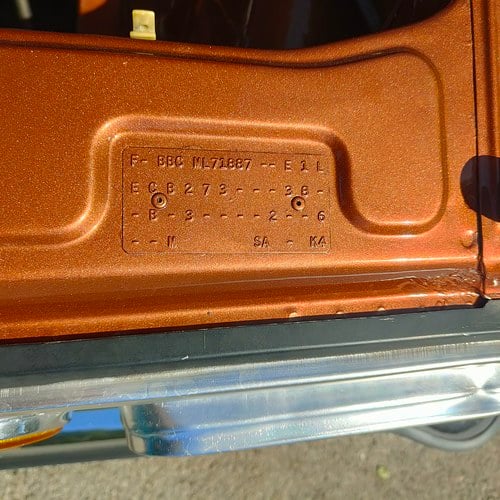 F- BBC ML71887 -- E 1 L
E C B 2 7 3 - - - 3 8 -
- B - 3 - - - - 2 - - 6
- - M SA - K4